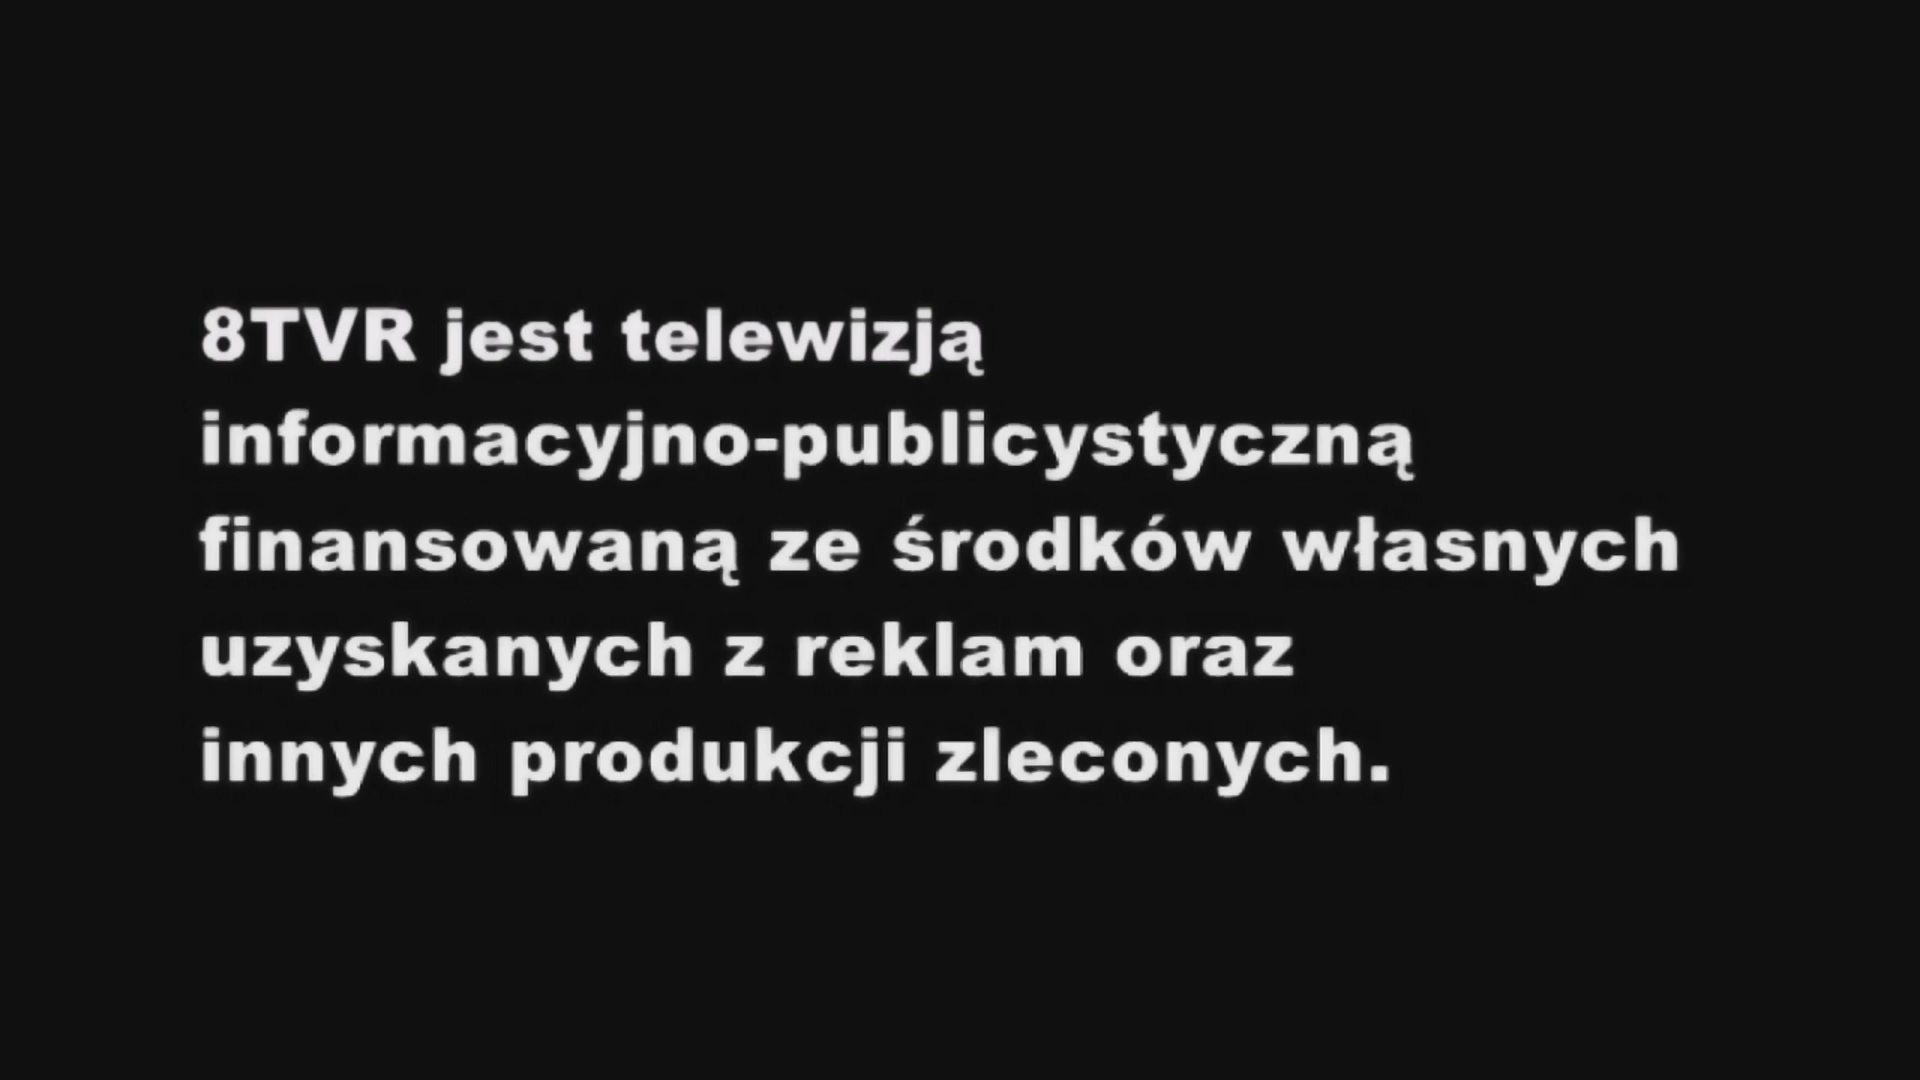 8TVR jest telewizją
informacyjno-publicystyczną
finansowaną ze środków własnych
uzyskanych z reklam oraz
innych produkcji zleconych.